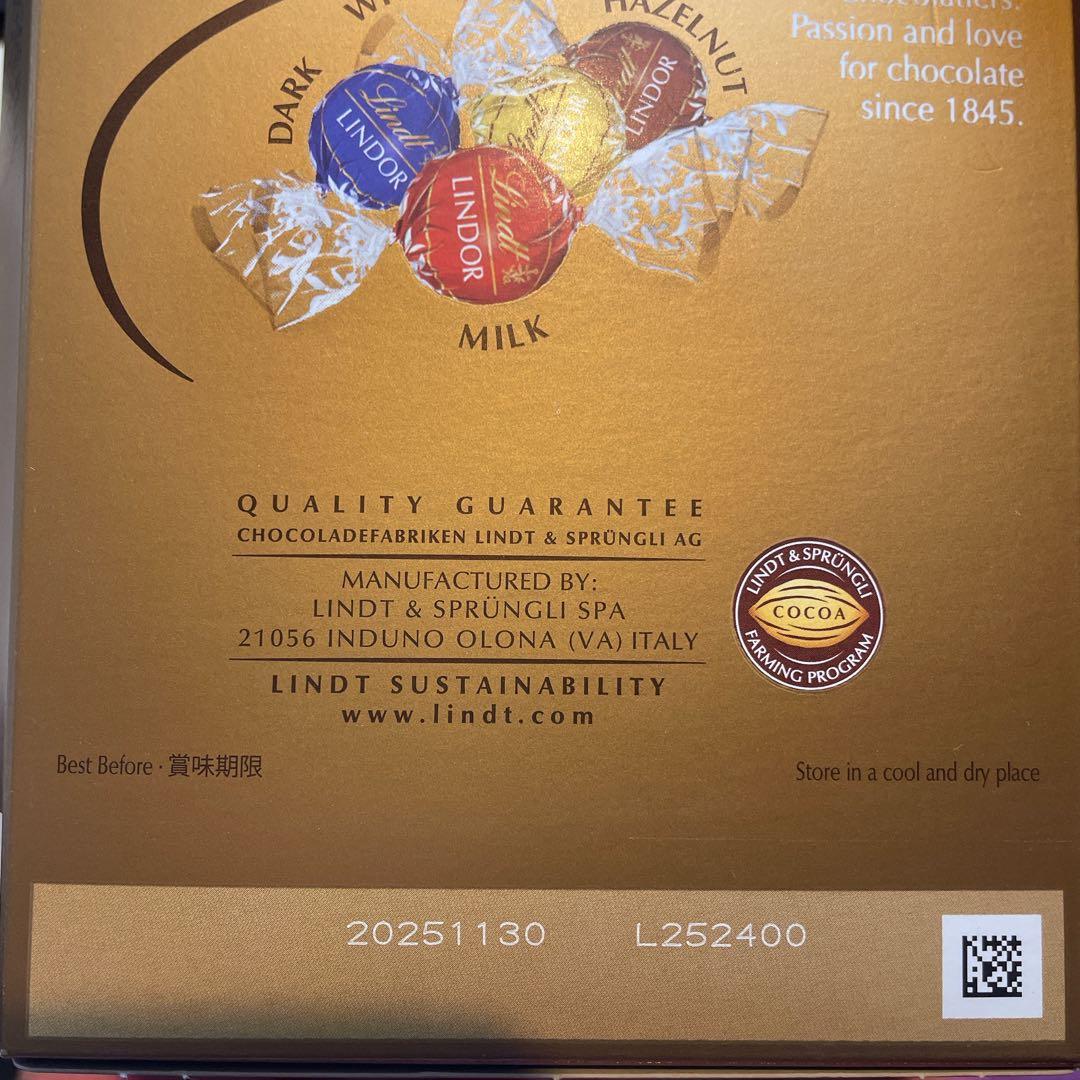 HAZELNUT
Passion and love
for chocolate
since 1845.
DARK
Lindt
LINDOR
LINDOR
Lindt
LINDOR
MILK
QUALITY GUARANTEE
CHOCOLADEFABRIKEN LINDT & SPRÜNGLI AG
MANUFACTURED BY:
LINDT & SPRÜNGLI SPA
21056 INDUNO OLONA (VA) ITALY
LINDT SUSTAINABILITY
www.lindt.com
LINDT & SPRÜNGLI
COCOA
FARMING PROGRAM
Best Before · 賞味期限
Store in a cool and dry place
20251130 L252400